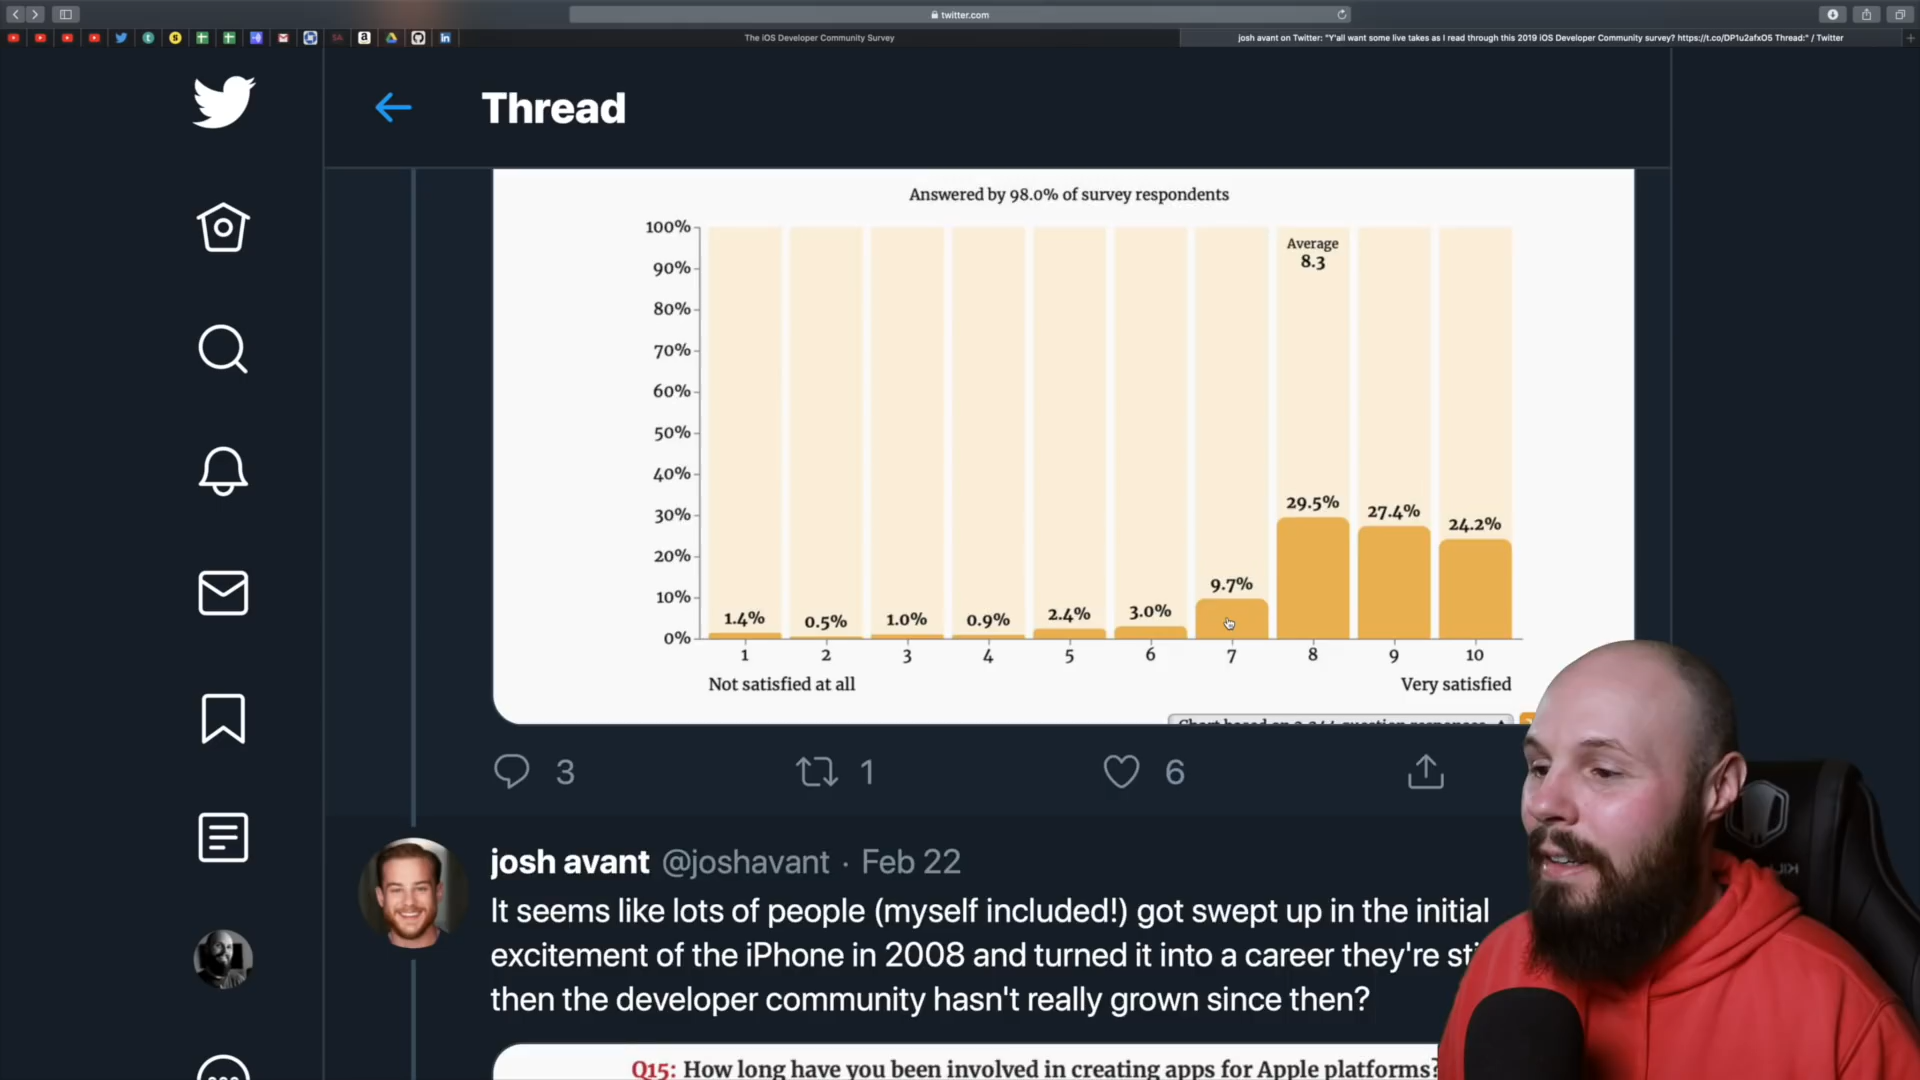 twitter.com
The iOS Developer Community Survey
josh avant on Twitter: "Y'all want some live takes as I read through this 2019 iOS Developer Community survey? https://t.co/DP1u2afxO5 Thread:" / Twitter
Thread
Answered by 98.0% of survey respondents
100%
90%
80%
70%
60%
50%
40%
30%
20%
10%
0%
Average
8.3
1.4% 0.5% 1.0% 0.9% 2.4% 3.0% 9.7% 29.5% 27.4% 24.2%
1 2 3 4 5 6 7 8 9 10
Not satisfied at all Very satisfied
3 1 6
josh avant @joshavant · Feb 22
It seems like lots of people (myself included!) got swept up in the initial
excitement of the iPhone in 2008 and turned it into a career they're
then the developer community hasn't really grown since then?
Q15: How long have you been involved in creating apps for Apple platforms?